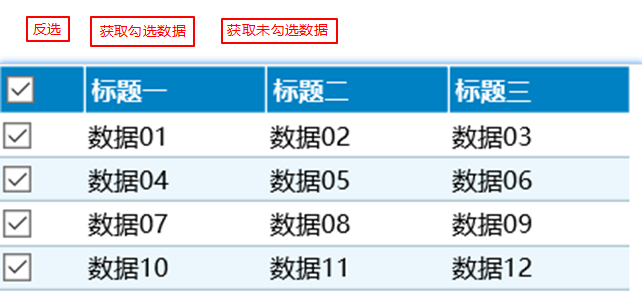 反选 获取勾选数据 获取未勾选数据
标题一 标题二 标题三
数据01 数据02 数据03
数据04 数据05 数据06
数据07 数据08 数据09
数据10 数据11 数据12